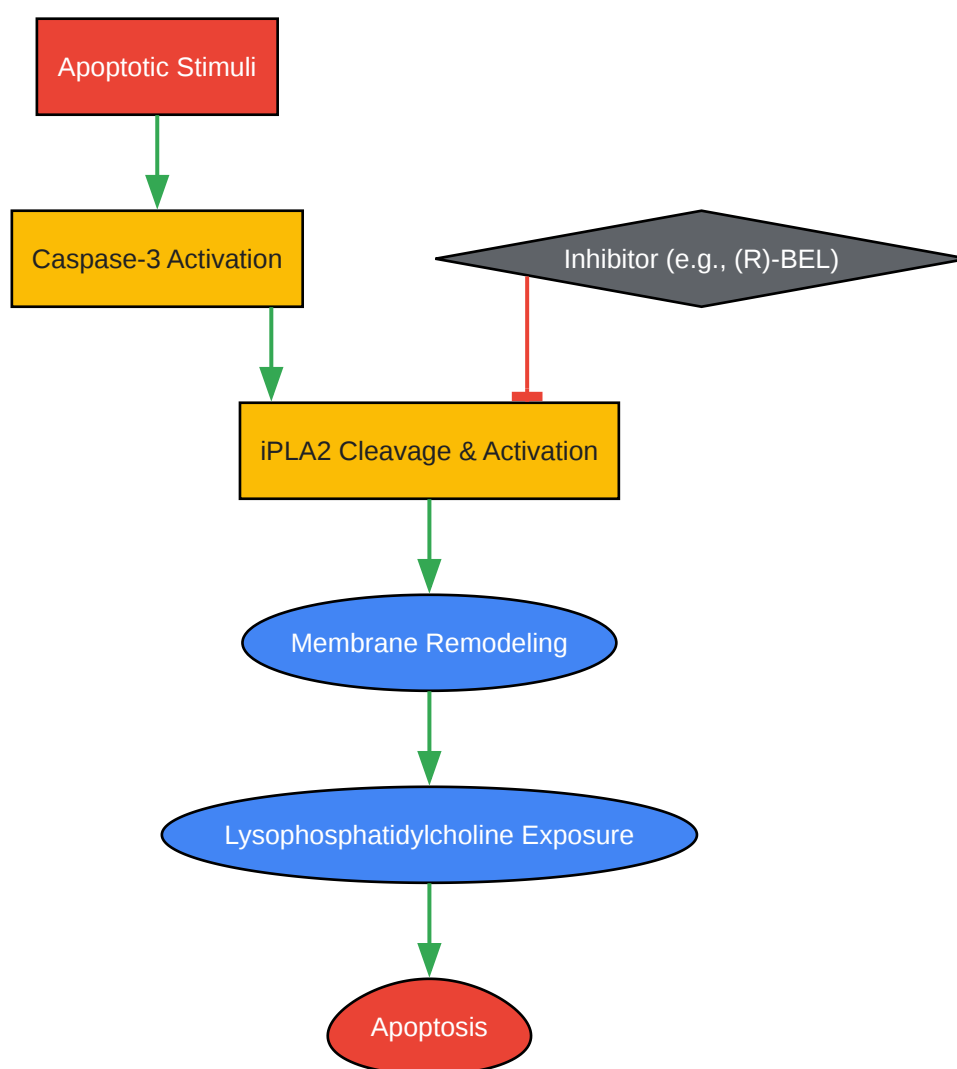 Apoptotic Stimuli
Caspase-3 Activation
Inhibitor (e.g., (R)-BEL)
iPLA2 Cleavage & Activation
Membrane Remodeling
Lysophosphatidylcholine Exposure
Apoptosis